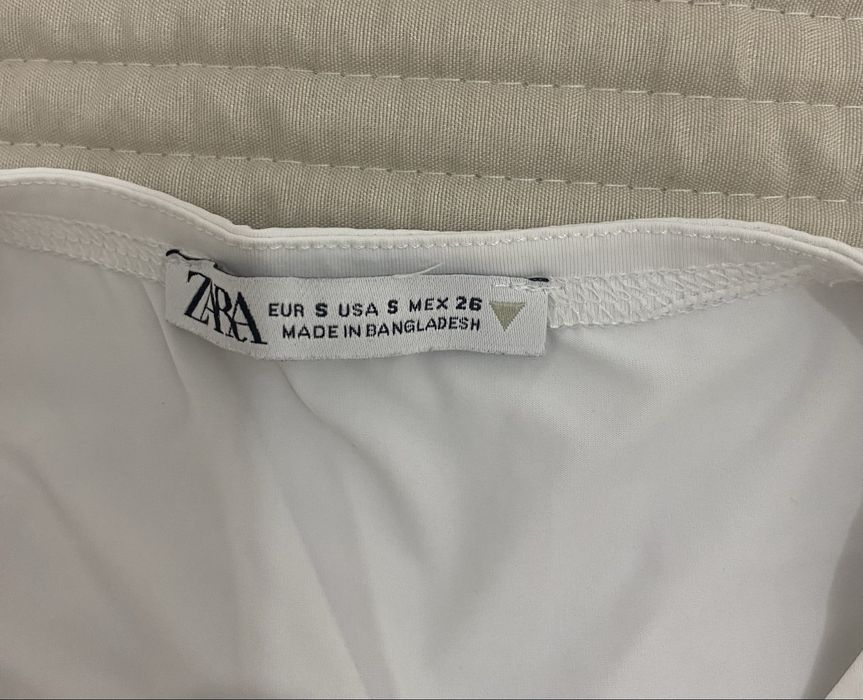 ZARA
EUR S USA S MEX 26
MADE IN BANGLADESH